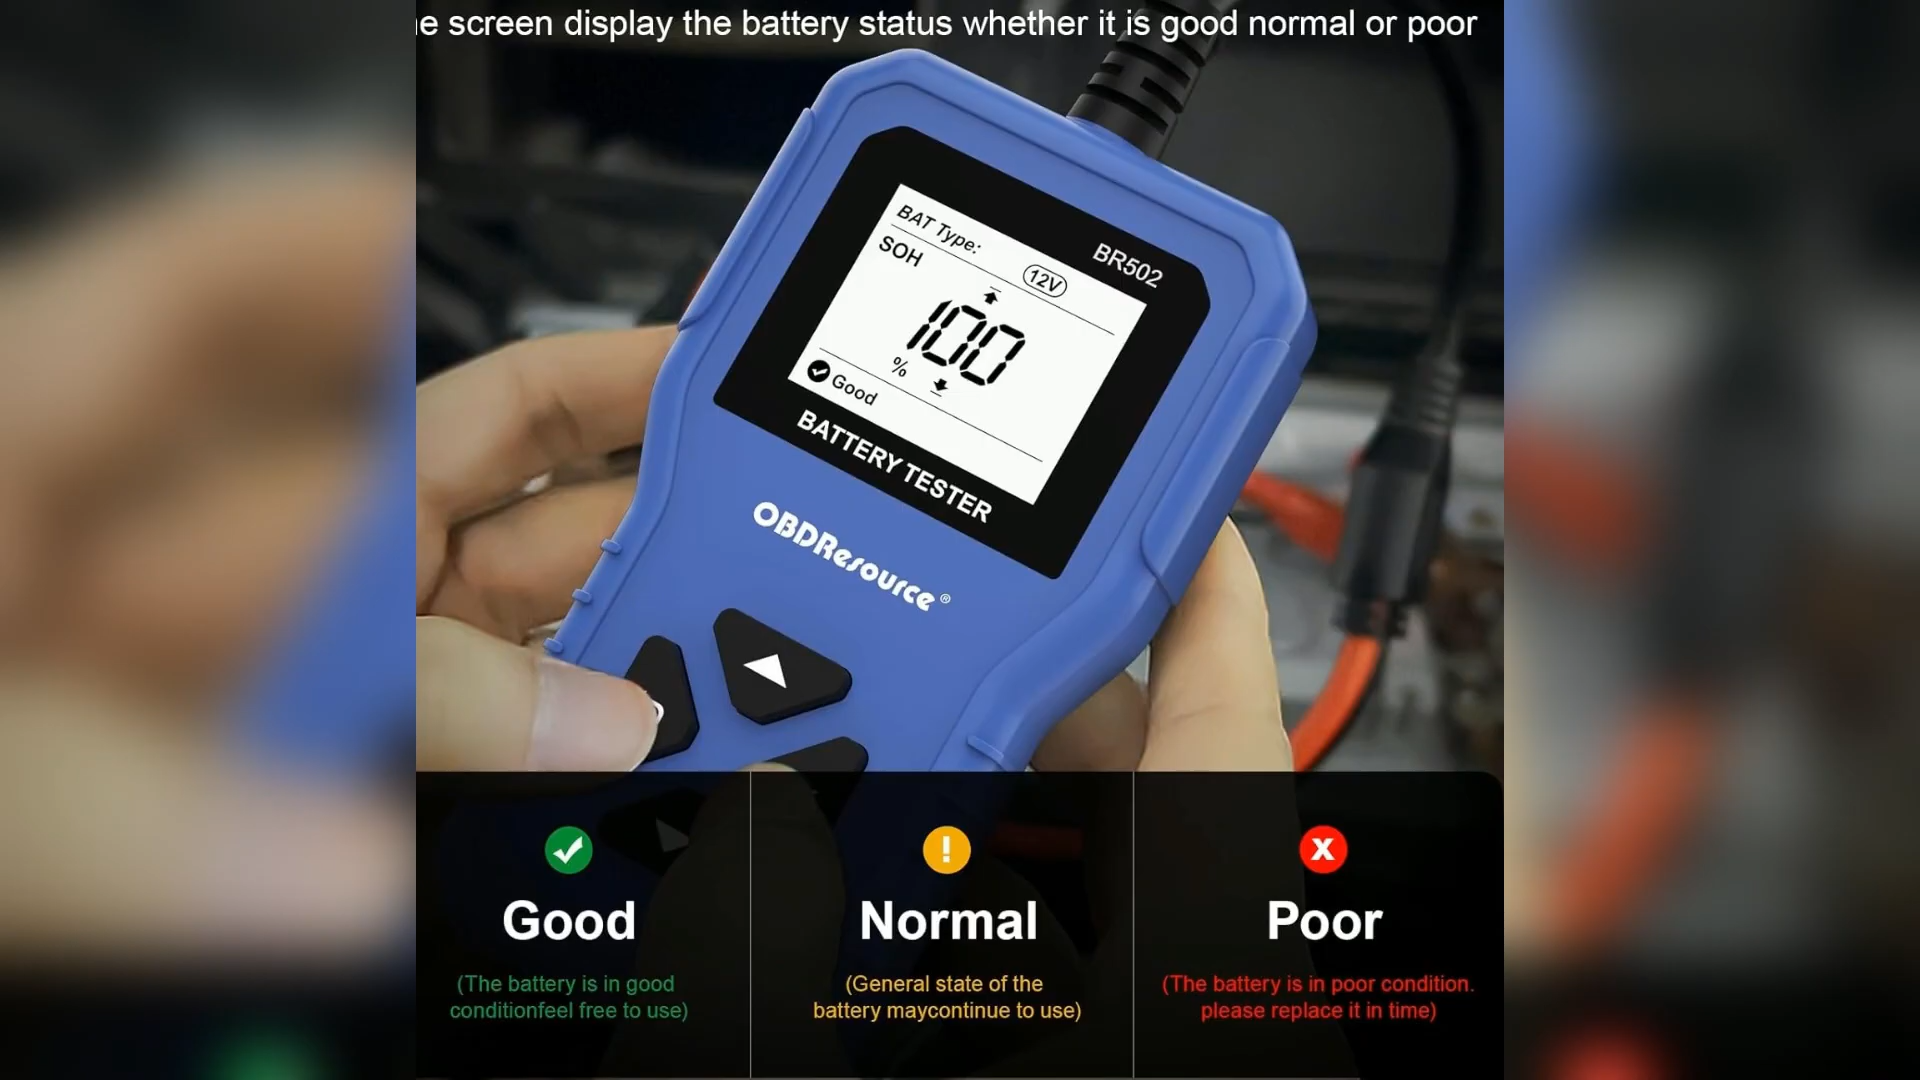 screen display the battery status whether it is good normal or poor
BR502
BAT Type:
12V
SOH
100
%
Good
BATTERY TESTER
OBDResource®
Good
(The battery is in good
conditionfeel free to use)
!
Normal
(General state of the
battery maycontinue to use)
X
Poor
(The battery is in poor condition.
please replace it in time)